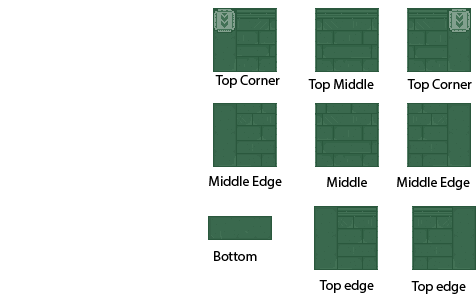 Top Corner
Top Middle
Top Corner
Middle Edge
Middle
Middle Edge
Bottom
Top edge
Top edge